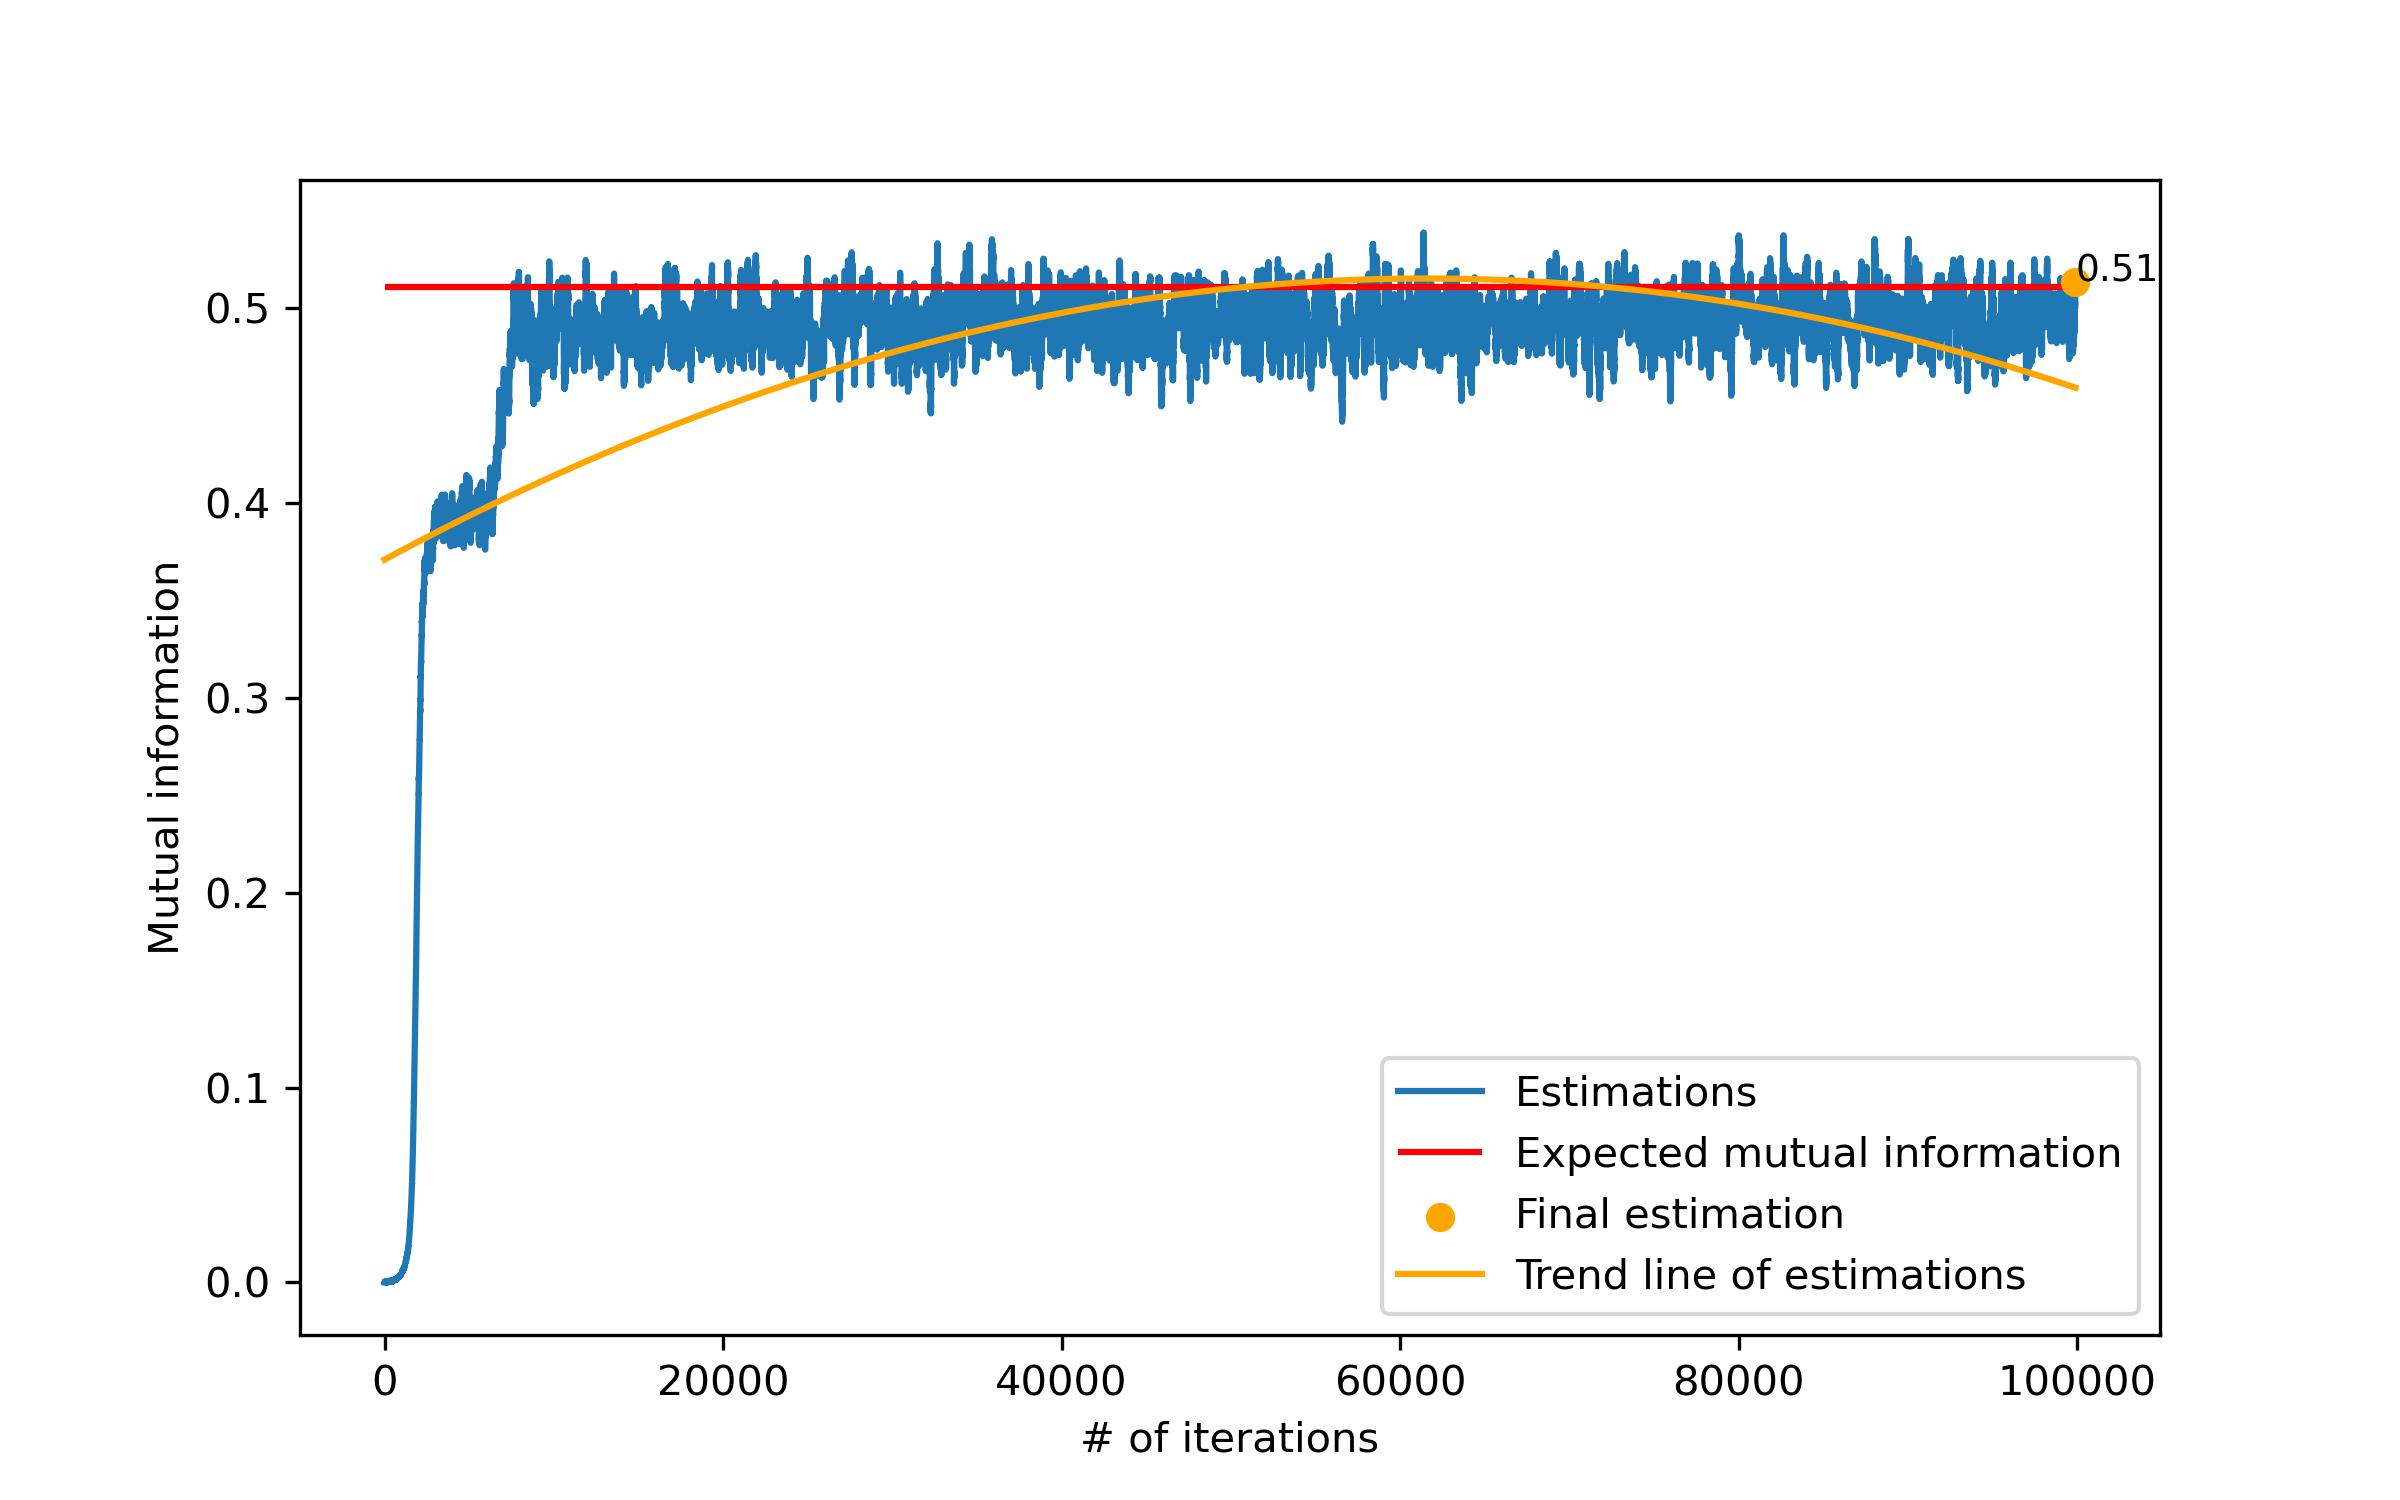 0.51
0.5
0.4
0.3
0.2
0.1
0.0
Mutual information
Estimations
Expected mutual information
Final estimation
Trend line of estimations
0 20000 40000 60000 80000 100000
# of iterations